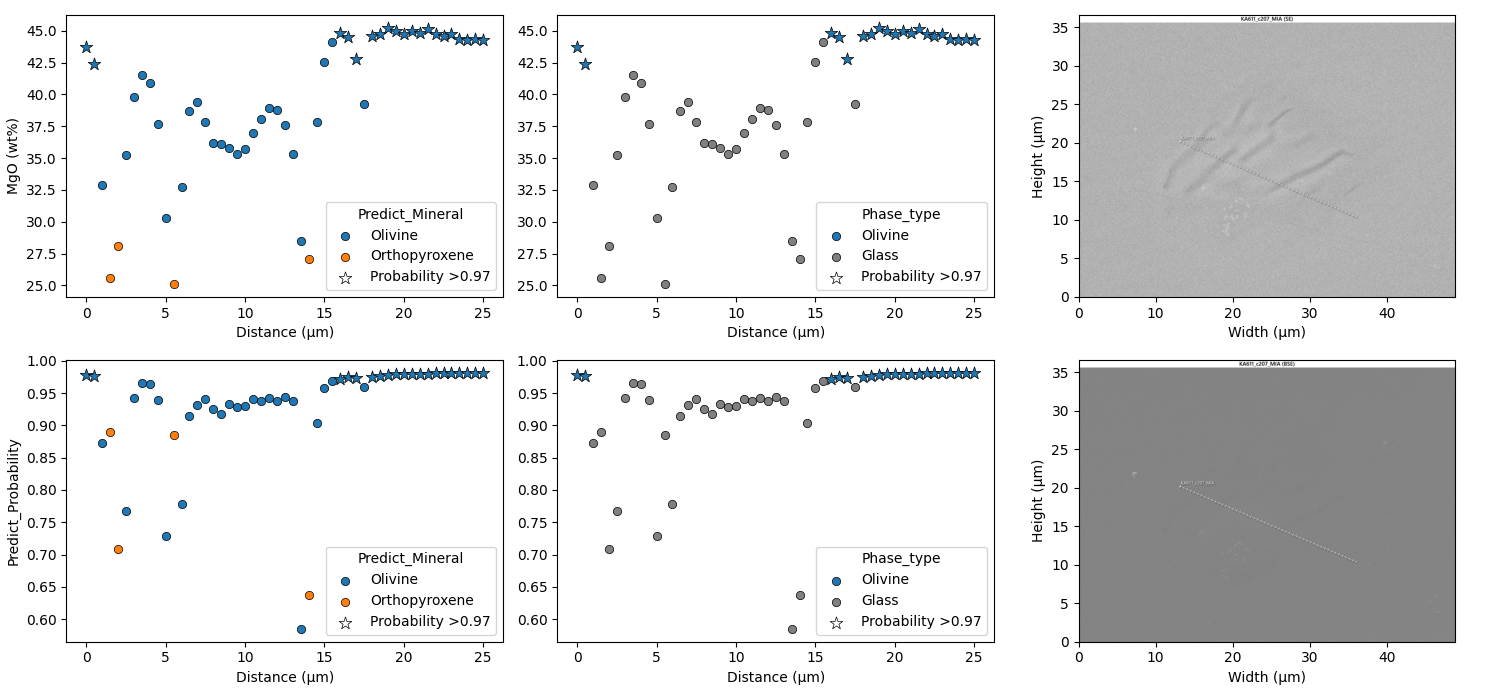 MgO (wt%)
45.0
42.5
40.0
37.5
35.0
32.5
30.0
27.5
25.0
Predict_Mineral
Olivine
Orthopyroxene
Probability >0.97
0 5 10 15 20 25
Distance (µm)
45.0
42.5
40.0
37.5
35.0
32.5
30.0
27.5
25.0
Phase_type
Olivine
Glass
Probability >0.97
0 5 10 15 20 25
Distance (µm)
KA611_c207_MIA (SE)
Height (µm)
35
30
25
20
15
10
5
0
0 10 20 30 40
Width (µm)
Predict_Probability
1.00
0.95
0.90
0.85
0.80
0.75
0.70
0.65
0.60
Predict_Mineral
Olivine
Orthopyroxene
Probability >0.97
0 5 10 15 20 25
Distance (µm)
1.00
0.95
0.90
0.85
0.80
0.75
0.70
0.65
0.60
Phase_type
Olivine
Glass
Probability >0.97
0 5 10 15 20 25
Distance (µm)
KA611_c207_MIA (BSE)
Height (µm)
35
30
25
20
15
10
5
0
0 10 20 30 40
Width (µm)